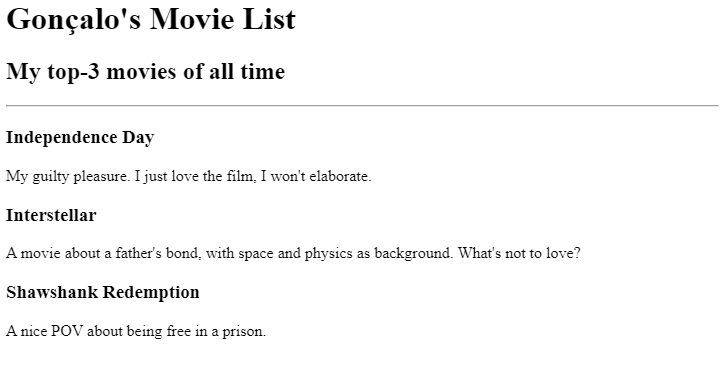 Gonçalo's Movie List
My top-3 movies of all time
Independence Day
My guilty pleasure. I just love the film, I won't elaborate.
Interstellar
A movie about a father's bond, with space and physics as background. What's not to love?
Shawshank Redemption
A nice POV about being free in a prison.